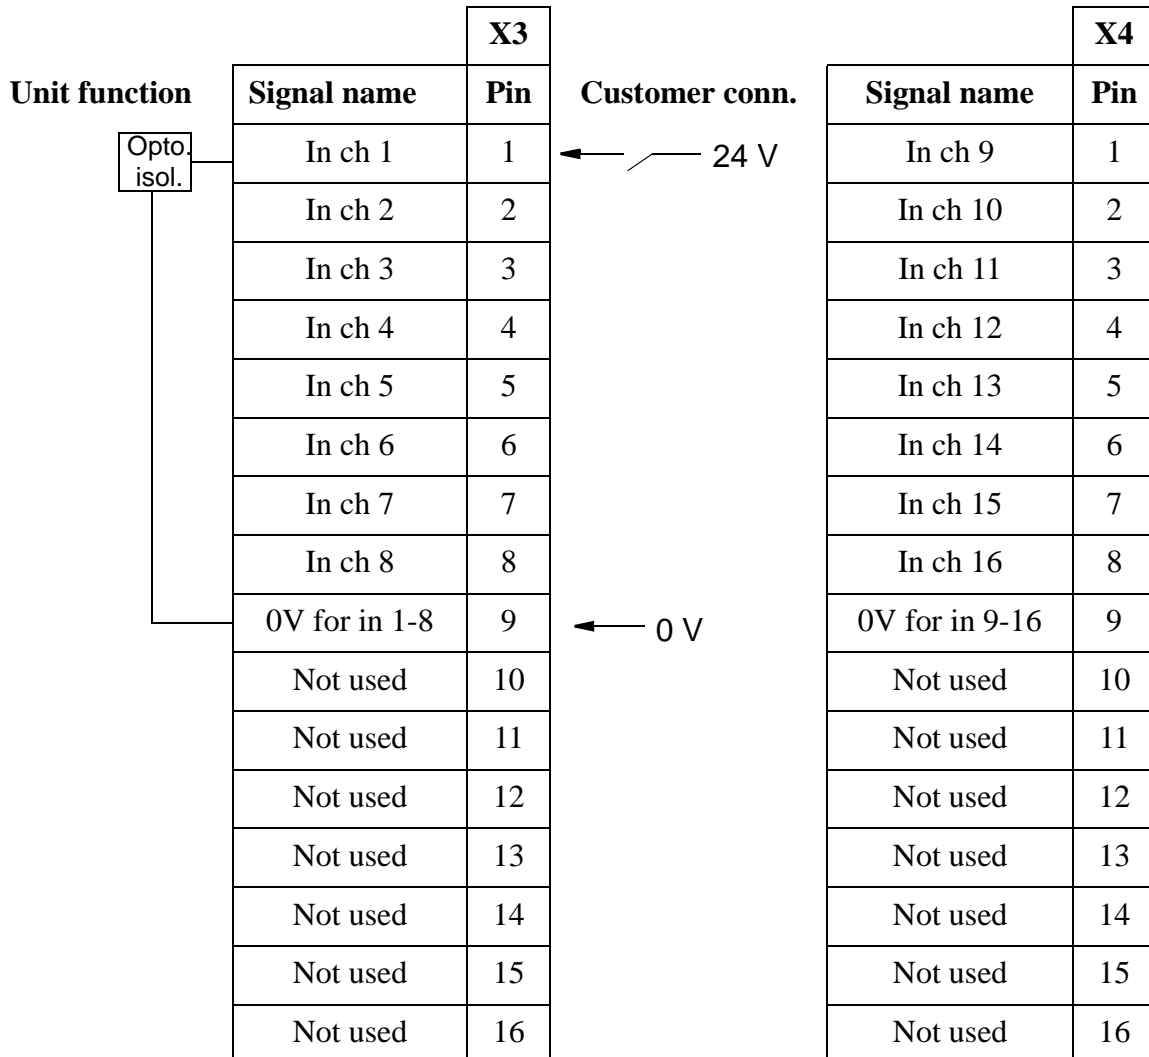 X3 X4
Unit function Signal name Pin Customer conn. Signal name Pin
Opto.
isol.
In ch 1 1 24 V In ch 9 1
In ch 2 2 In ch 10 2
In ch 3 3 In ch 11 3
In ch 4 4 In ch 12 4
In ch 5 5 In ch 13 5
In ch 6 6 In ch 14 6
In ch 7 7 In ch 15 7
In ch 8 8 In ch 16 8
0V for in 1-8 9 0 V 0V for in 9-16 9
Not used 10 Not used 10
Not used 11 Not used 11
Not used 12 Not used 12
Not used 13 Not used 13
Not used 14 Not used 14
Not used 15 Not used 15
Not used 16 Not used 16